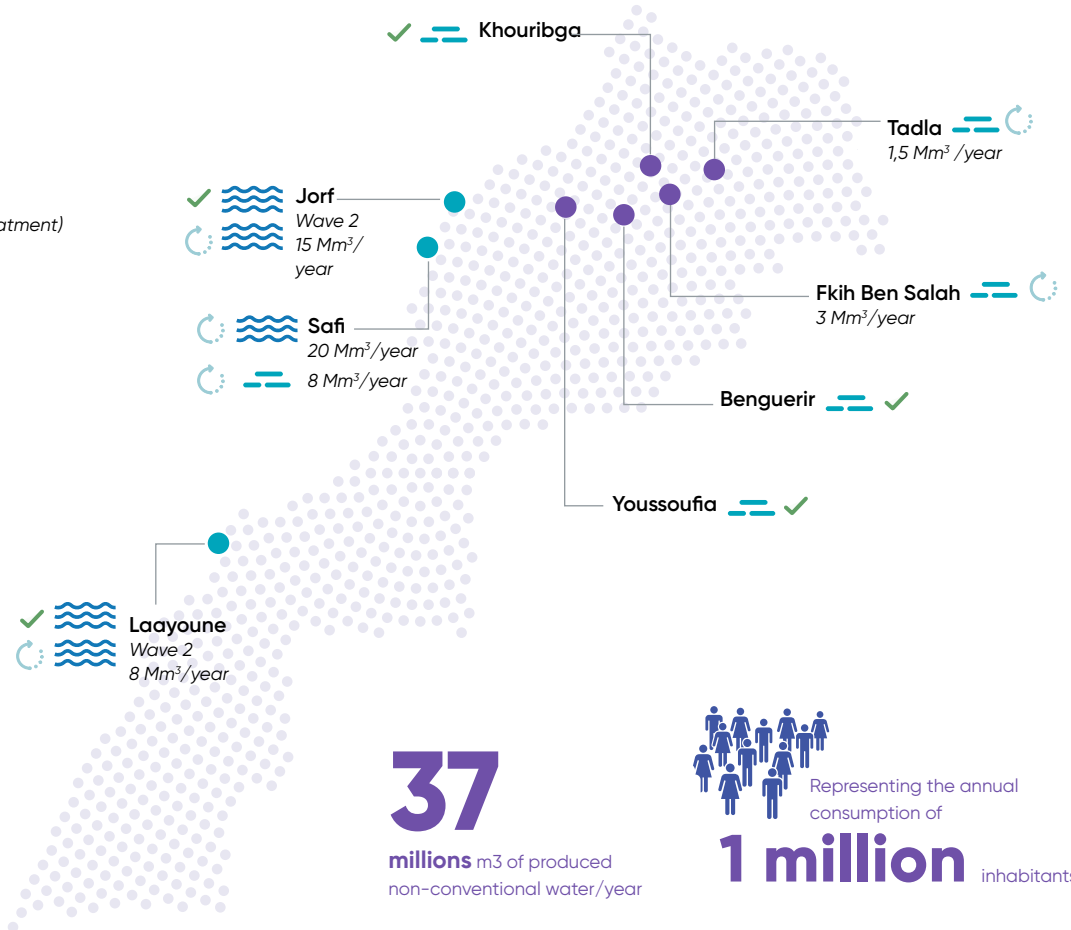 Khouribga
Tadla
1,5 Mm³ /year
Jorf
Wave 2
15 Mm³/
year
atment)
Safi
20 Mm³/year
8 Mm³/year
Fkih Ben Salah
3 Mm³/year
Benguerir
Youssoufia
Laayoune
Wave 2
8 Mm³/year
37
millions m3 of produced
non-conventional water/year
Representing the annual
consumption of
1 million inhabitants